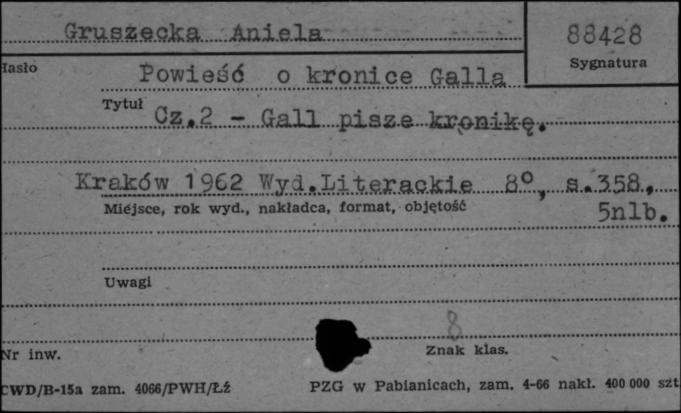 Gruszecka Aniela
88428
Hasło
Sygnatura
Powieść o kronice Galla
Tytuł
Cz.2 - Gall pisze kronikę.
Kraków 1962 Wyd.Literackie 8°, s.358,
Miejsce, rok wyd., nakładca, format, objętość
5nlb.
Uwagi
8
Nr inw.
Znak klas.
CWD/B-15a zam. 4066/PWH/Łź
PZG w Pabianicach, zam. 4-66 nakł. 400 000 szt